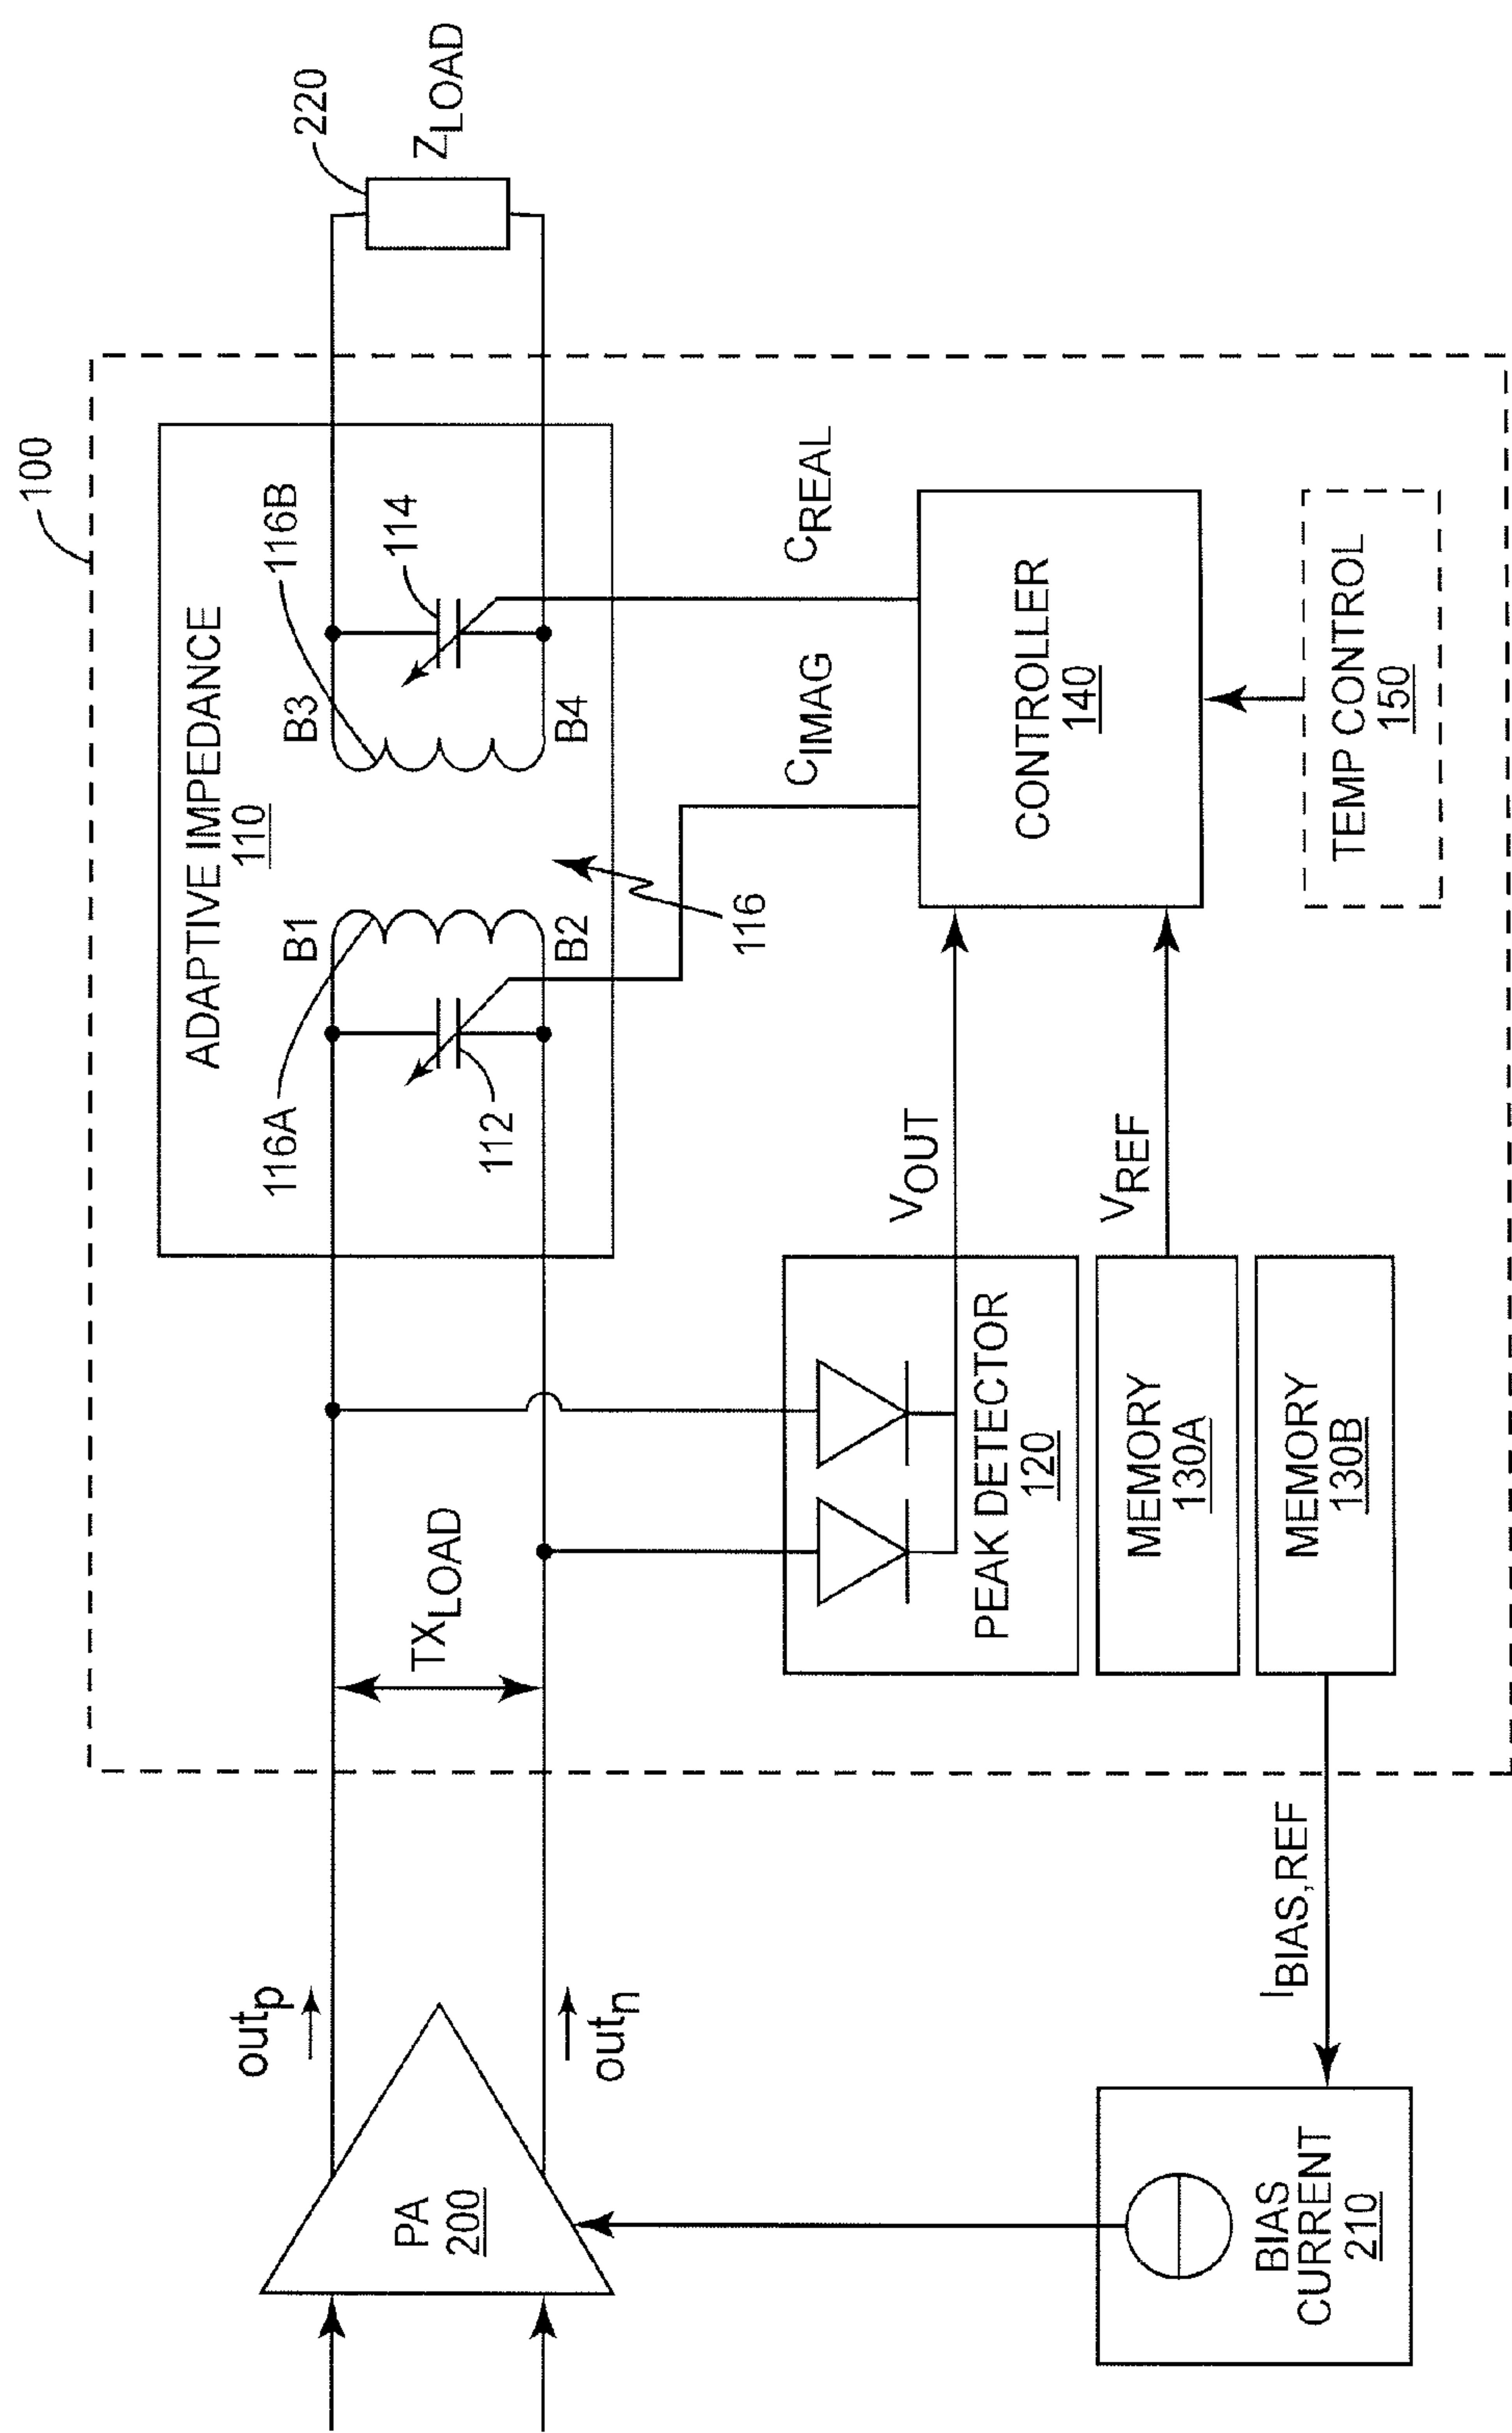 100
ADAPTIVE IMPEDANCE
110
116A
B1
B3
116B
112
114
B2
B4
116
220
ZLOAD
outp
outn
PA
200
TXLOAD
CIMAG
CREAL
VOUT
VREF
PEAK DETECTOR
120
MEMORY
130A
MEMORY
130B
CONTROLLER
140
TEMP CONTROL
150
IBIAS,REF
BIAS
CURRENT
210